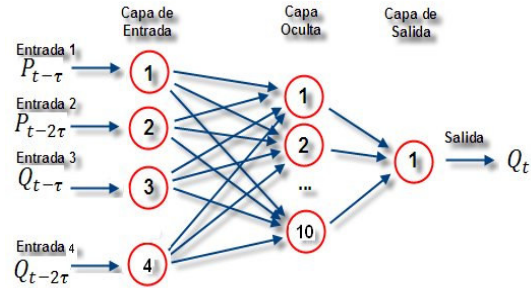 Capa de
Entrada
Capa
Oculta
Capa de
Salida
Entrada 1
P_{t-τ}
Entrada 2
P_{t-2τ}
Entrada 3
Q_{t-τ}
Entrada 4
Q_{t-2τ}
1
2
3
4
1
2
...
10
1
Salida
Q_t